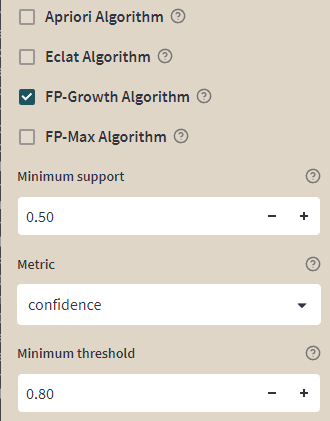 Apriori Algorithm ?
Eclat Algorithm ?
FP-Growth Algorithm ?
FP-Max Algorithm ?
Minimum support ?
0.50 − +
Metric ?
confidence
Minimum threshold ?
0.80 − +